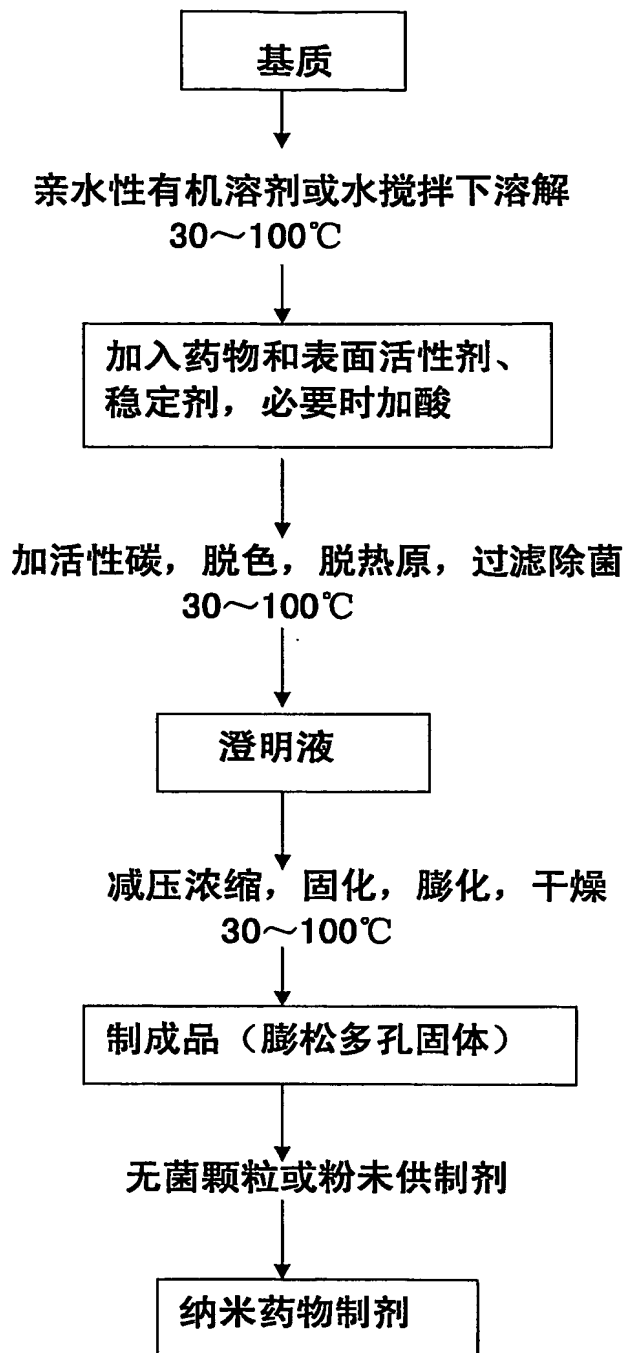 基质
亲水性有机溶剂或水搅拌下溶解
30～100℃
加入药物和表面活性剂、
稳定剂，必要时加酸
加活性碳，脱色，脱热原，过滤除菌
30～100℃
澄明液
减压浓缩，固化，膨化，干燥
30～100℃
制成品（膨松多孔固体）
无菌颗粒或粉未供制剂
纳米药物制剂